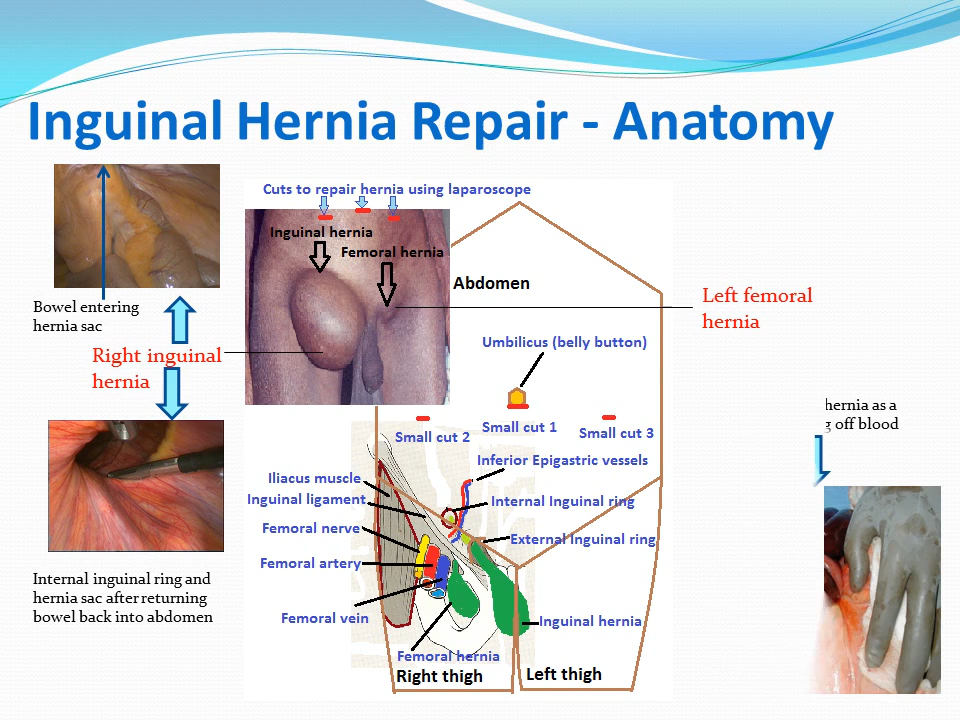 Inguinal Hernia Repair - Anatomy
Cuts to repair hernia using laparoscope
Inguinal hernia
Femoral hernia
Abdomen
Bowel entering
hernia sac
Right inguinal
hernia
Left femoral
hernia
Umbilicus (belly button)
hernia as a
off blood
Small cut 2
Small cut 1
Small cut 3
Inferior Epigastric vessels
Iliacus muscle
Inguinal ligament
Internal Inguinal ring
Femoral nerve
External Inguinal ring
Femoral artery
Internal inguinal ring and
hernia sac after returning
bowel back into abdomen
Femoral vein
Inguinal hernia
Femoral hernia
Right thigh
Left thigh